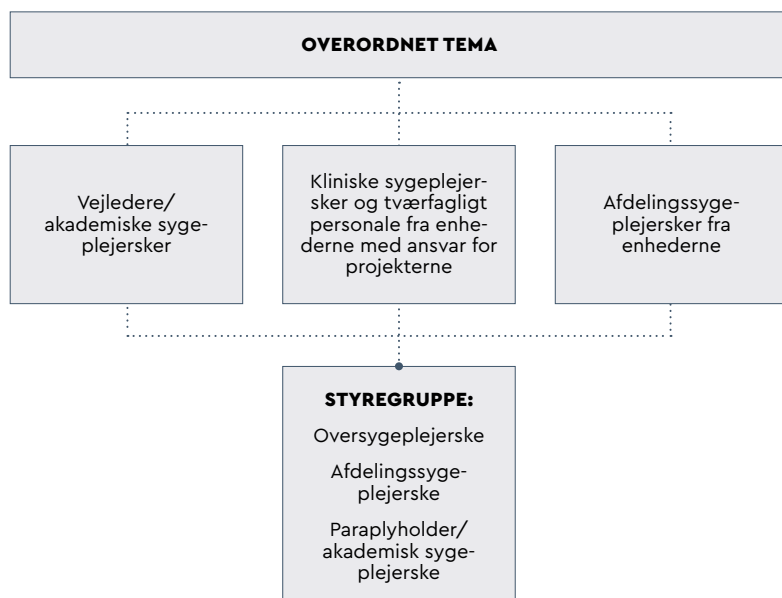 OVERORDNET TEMA
Vejledere/
akademiske syge-
plejersker
Kliniske sygeplejer-
sker og tværfagligt
personale fra enhe-
derne med ansvar for
projekterne
Afdelingssyge-
plejersker fra
enhederne
STYREGRUPPE:
Oversygeplejerske
Afdelingssyge-
plejerske
Paraplyholder/
akademisk syge-
plejerske